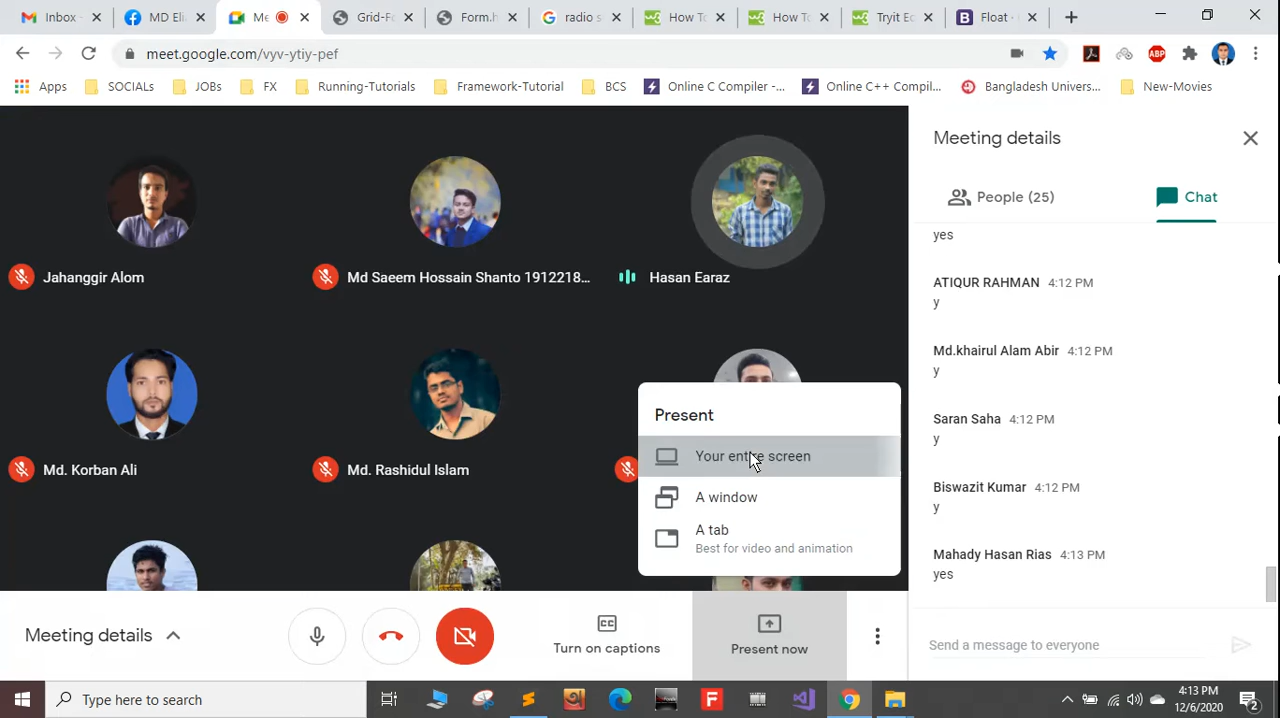 Inbox -
MD Eli
Me
Grid-Fo
Form.h
radio s
How To
How To
Tryit Ec
Float ·
meet.google.com/vyv-ytiy-pef
ABP
Apps
SOCIALs
JOBs
FX
Running-Tutorials
Framework-Tutorial
BCS
Online C Compiler -...
Online C++ Compil...
Bangladesh Univers...
New-Movies
Jahanggir Alom
Md Saeem Hossain Shanto 1912218...
Hasan Earaz
Md. Korban Ali
Md. Rashidul Islam
Present
Your entire screen
A window
A tab
Best for video and animation
Meeting details
People (25)
Chat
yes
ATIQUR RAHMAN 4:12 PM
y
Md.khairul Alam Abir 4:12 PM
y
Saran Saha 4:12 PM
y
Biswazit Kumar 4:12 PM
y
Mahady Hasan Rias 4:13 PM
yes
Send a message to everyone
Meeting details
Turn on captions
Present now
Type here to search
4:13 PM
12/6/2020
2